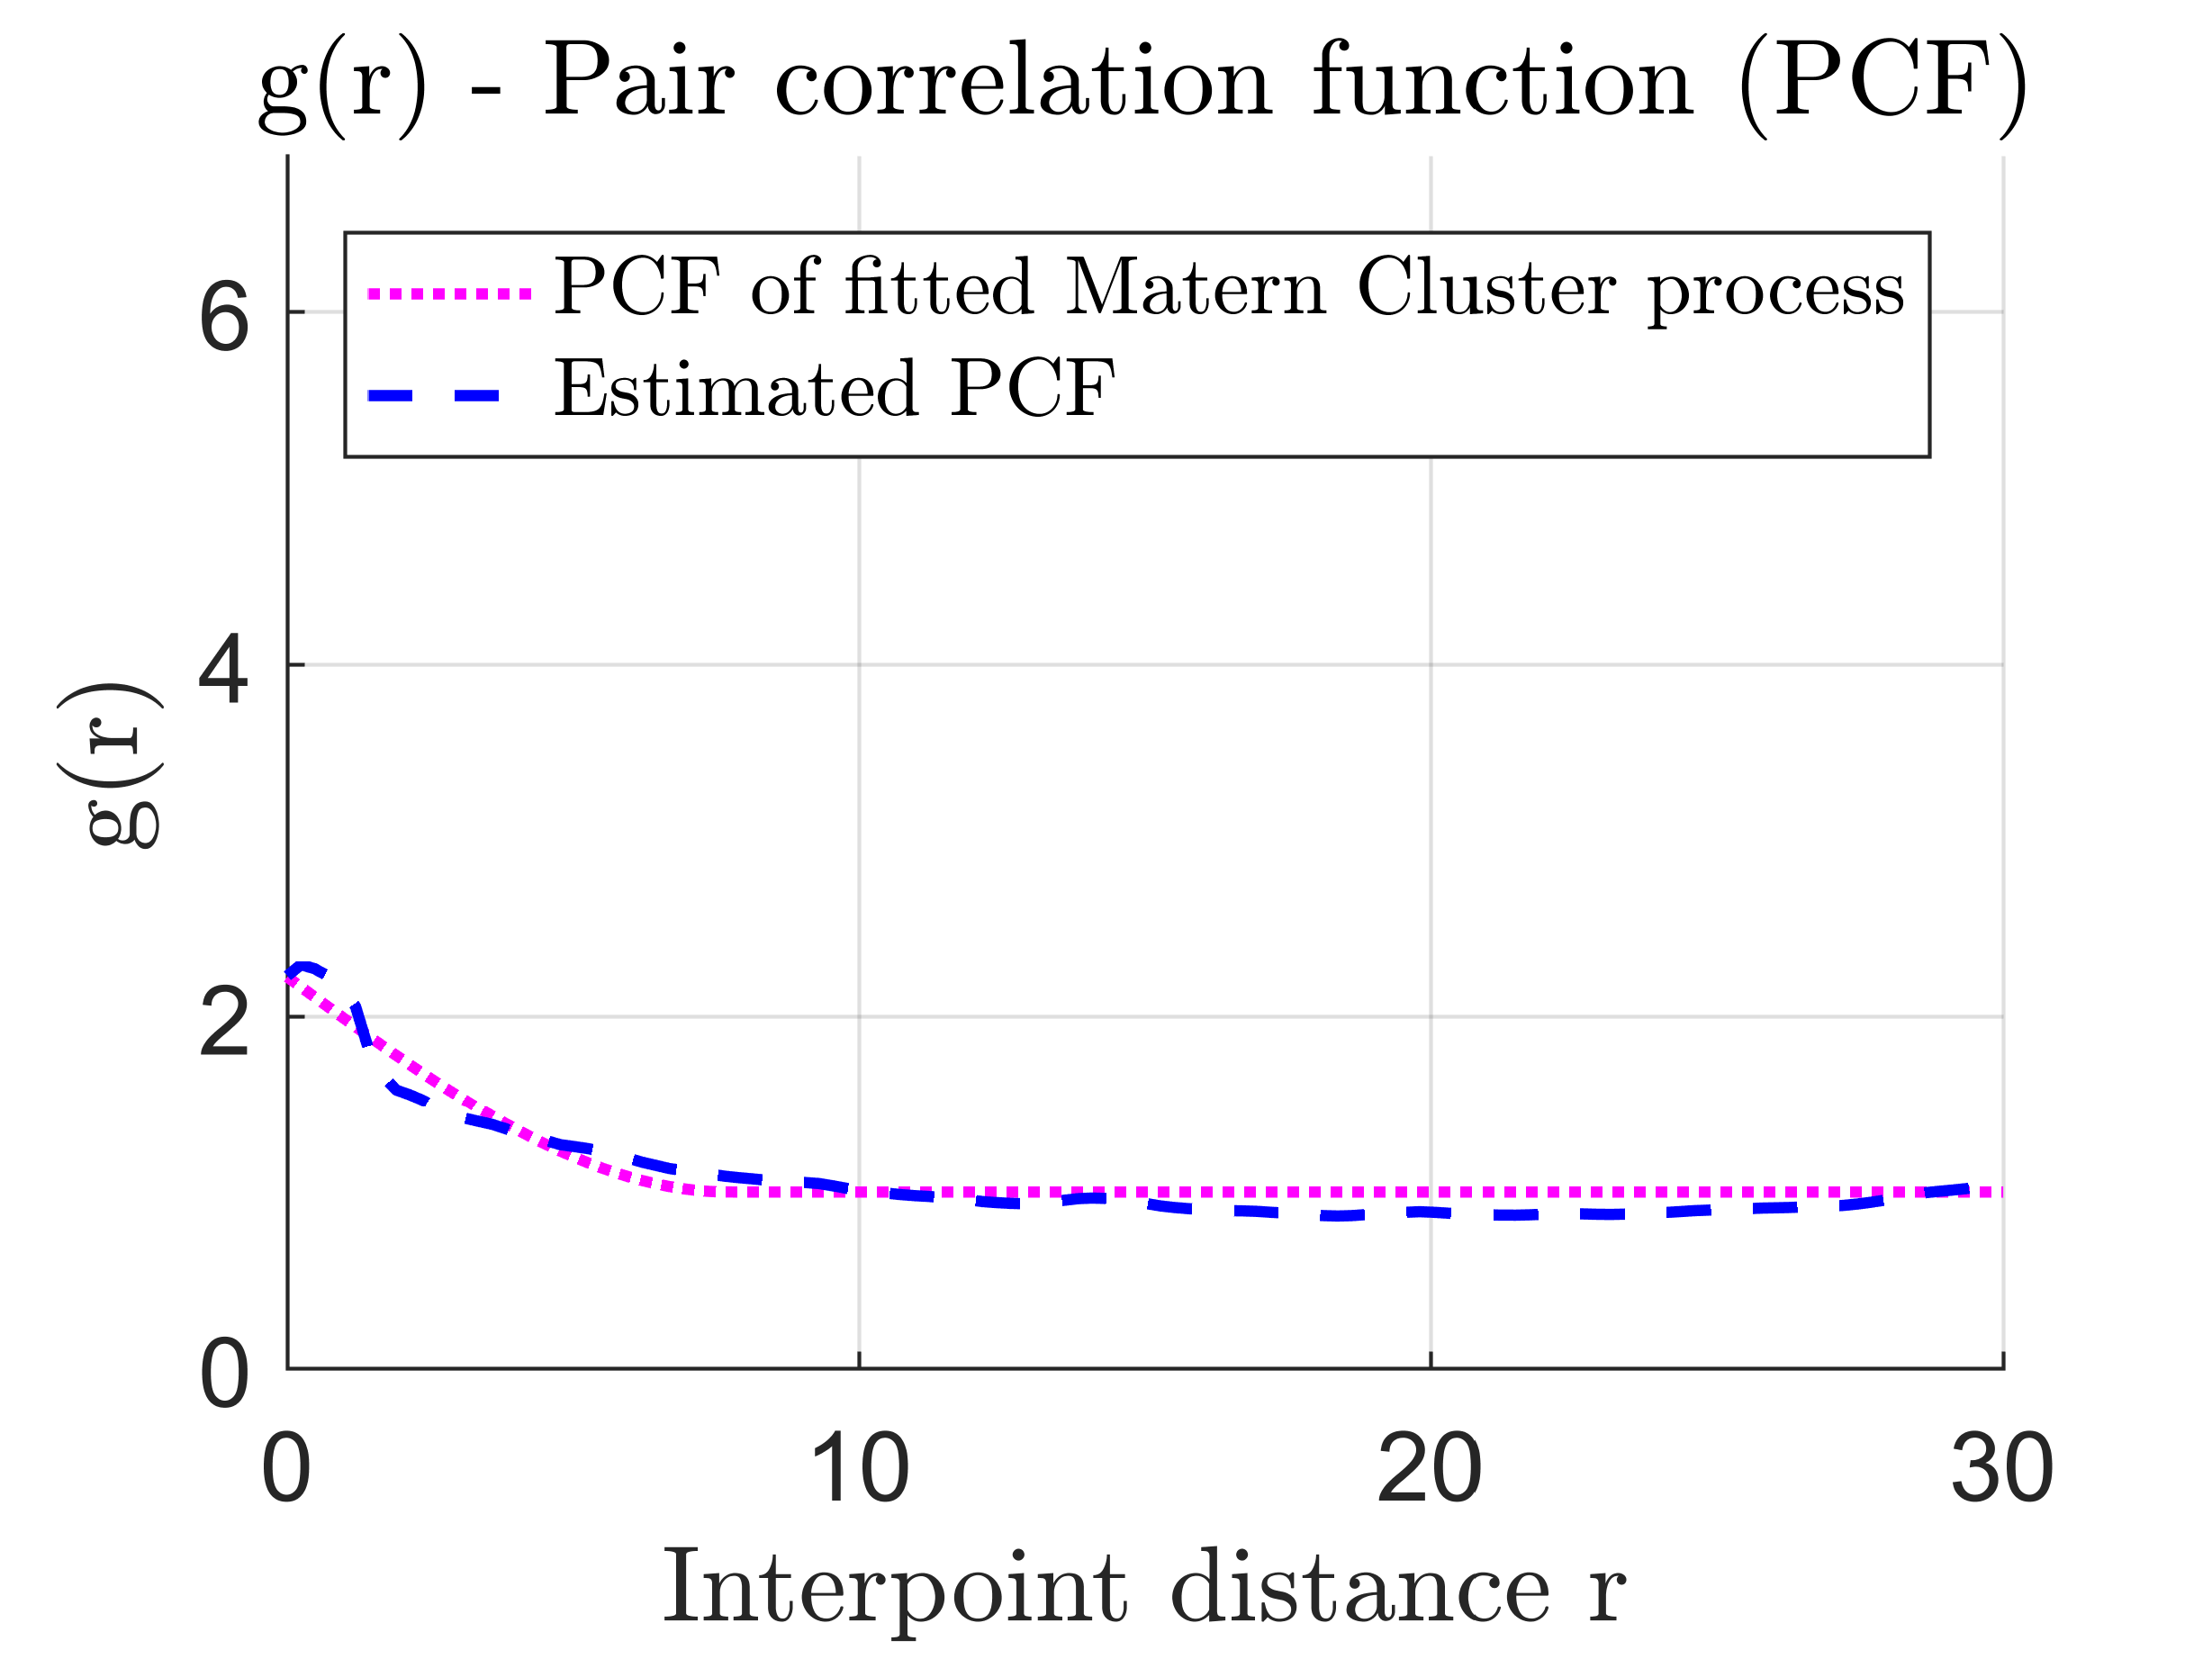 g(r) - Pair correlation function (PCF)
PCF of fitted Matern Cluster process
Estimated PCF
g(r)
6
4
2
0
0 10 20 30
Interpoint distance r